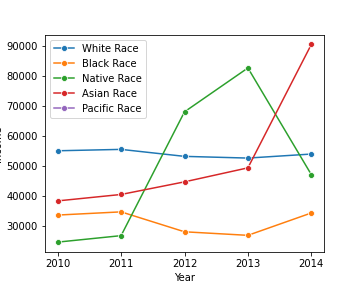 90000
80000
70000
60000
50000
40000
30000
White Race
Black Race
Native Race
Asian Race
Pacific Race
2010 2011 2012 2013 2014
Year